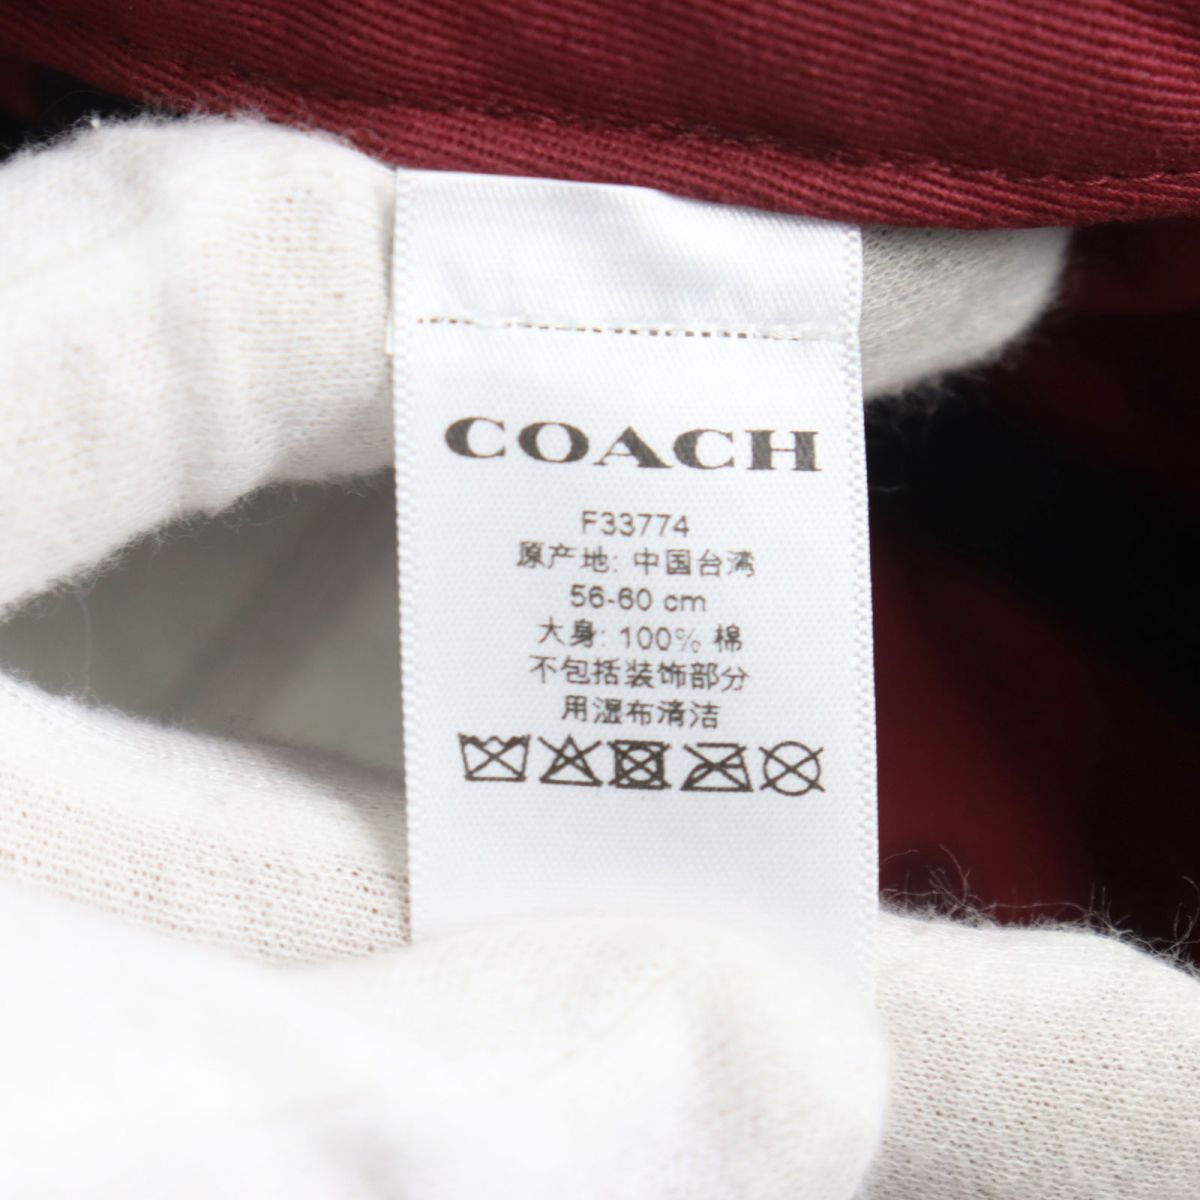 COACH
F33774
原产地: 中国台湾
56-60 cm
大身: 100% 棉
不包括装饰部分
用湿布清洁